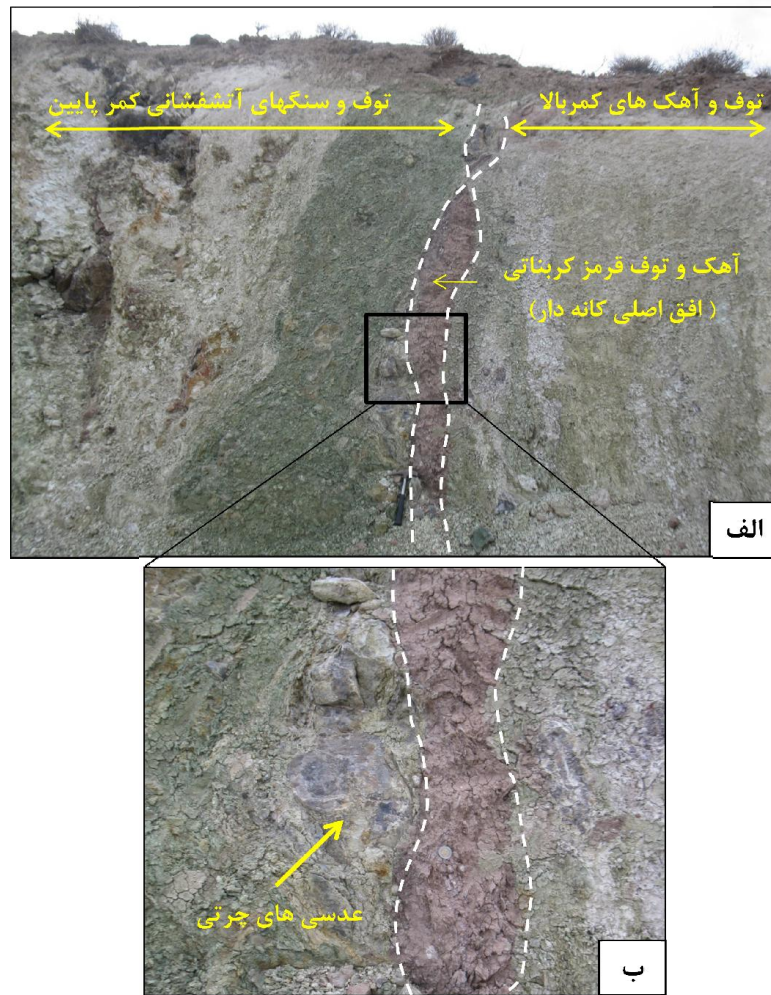 توف و آهک های کمربالا
توف و سنگهای آتشفشانی کمر پایین
آهک و توف قرمز کربناتی
( افق اصلی کانه دار)
الف
عدسی های چرتی
ب